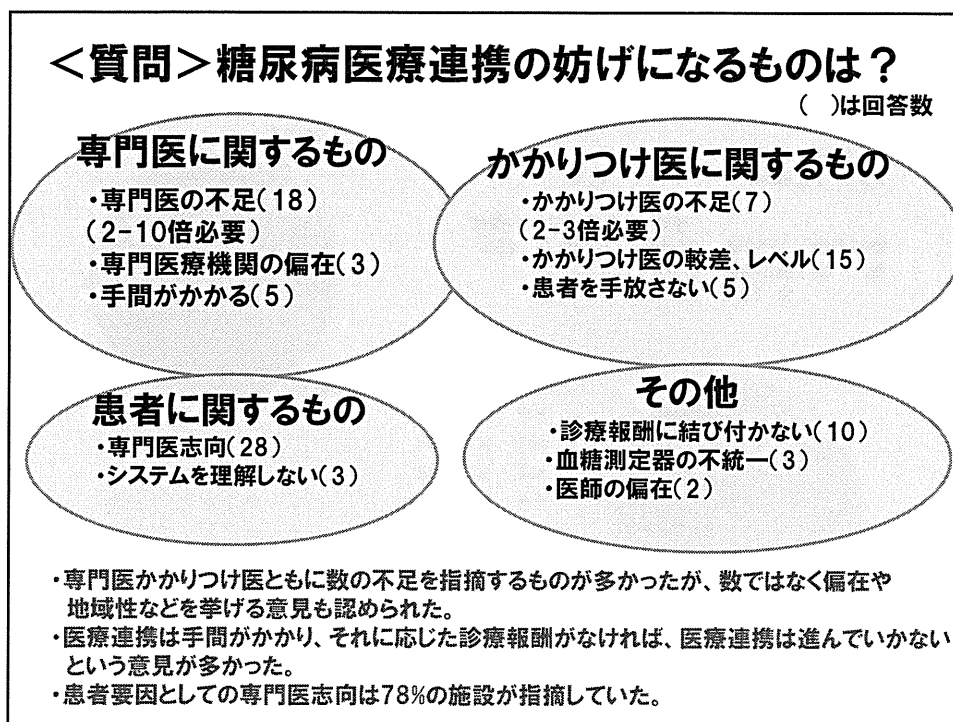 ＜質問＞糖尿病医療連携の妨げになるものは？
(　)は回答数
専門医に関するもの
・専門医の不足(18)
(2-10倍必要)
・専門医療機関の偏在(3)
・手間がかかる(5)
かかりつけ医に関するもの
・かかりつけ医の不足(7)
(2-3倍必要)
・かかりつけ医の較差、レベル(15)
・患者を手放さない(5)
患者に関するもの
・専門医志向(28)
・システムを理解しない(3)
その他
・診療報酬に結び付かない(10)
・血糖測定器の不統一(3)
・医師の偏在(2)
・専門医かかりつけ医ともに数の不足を指摘するものが多かったが、数ではなく偏在や
地域性などを挙げる意見も認められた。
・医療連携は手間がかかり、それに応じた診療報酬がなければ、医療連携は進んでいかない
という意見が多かった。
・患者要因としての専門医志向は78%の施設が指摘していた。